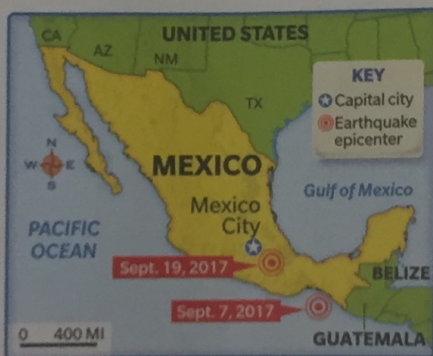 UNITED STATES
CA
AZ
NM
TX
KEY
Capital city
Earthquake
epicenter
N
W E
S
MEXICO
Mexico
City
Gulf of Mexico
PACIFIC
OCEAN
Sept. 19, 2017
BELIZE
Sept. 7, 2017
0 400 MI
GUATEMALA